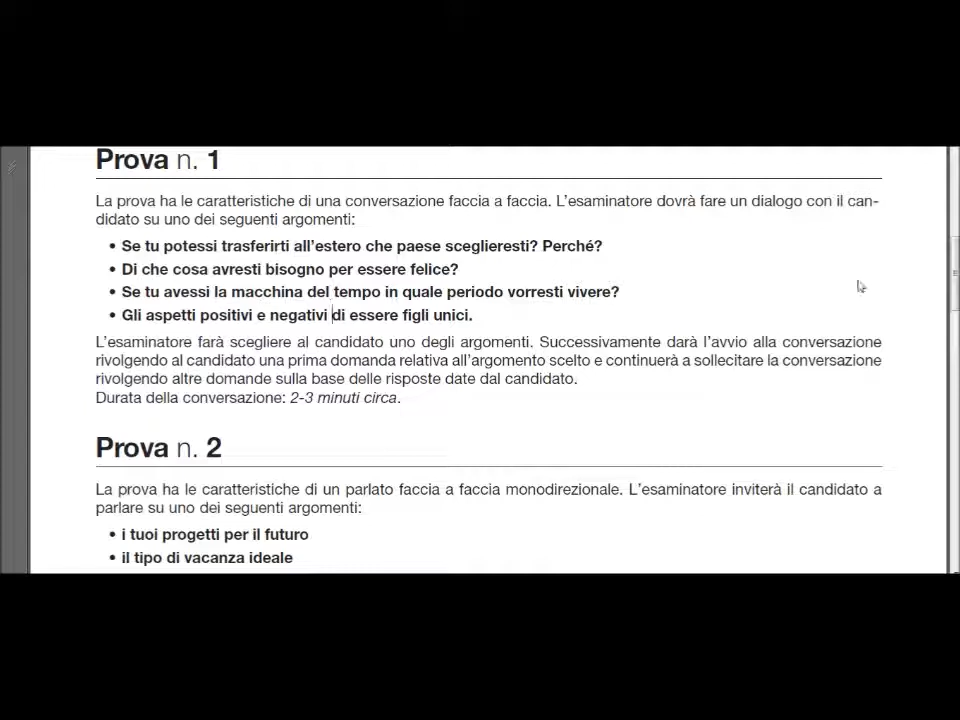 Prova n. 1
La prova ha le caratteristiche di una conversazione faccia a faccia. L'esaminatore dovrà fare un dialogo con il can-
didato su uno dei seguenti argomenti:
• Se tu potessi trasferirti all'estero che paese sceglieresti? Perché?
• Di che cosa avresti bisogno per essere felice?
• Se tu avessi la macchina del tempo in quale periodo vorresti vivere?
• Gli aspetti positivi e negativi di essere figli unici.
L'esaminatore farà scegliere al candidato uno degli argomenti. Successivamente darà l'avvio alla conversazione
rivolgendo al candidato una prima domanda relativa all'argomento scelto e continuerà a sollecitare la conversazione
rivolgendo altre domande sulla base delle risposte date dal candidato.
Durata della conversazione: 2-3 minuti circa.
Prova n. 2
La prova ha le caratteristiche di un parlato faccia a faccia monodirezionale. L'esaminatore inviterà il candidato a
parlare su uno dei seguenti argomenti:
• i tuoi progetti per il futuro
• il tipo di vacanza ideale